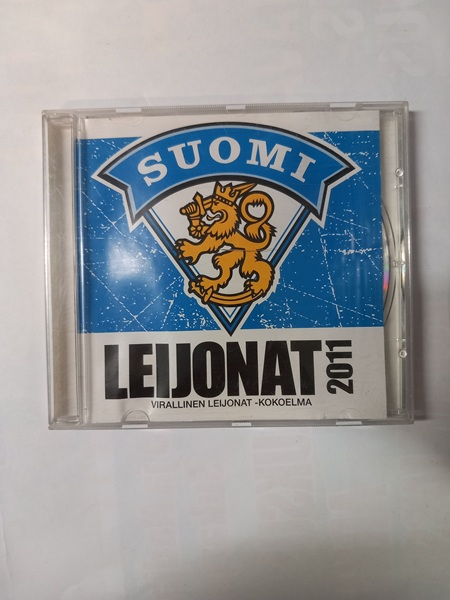 SUOMI
LEIJONAT 2011
VIRALLINEN LEIJONAT -KOKOELMA